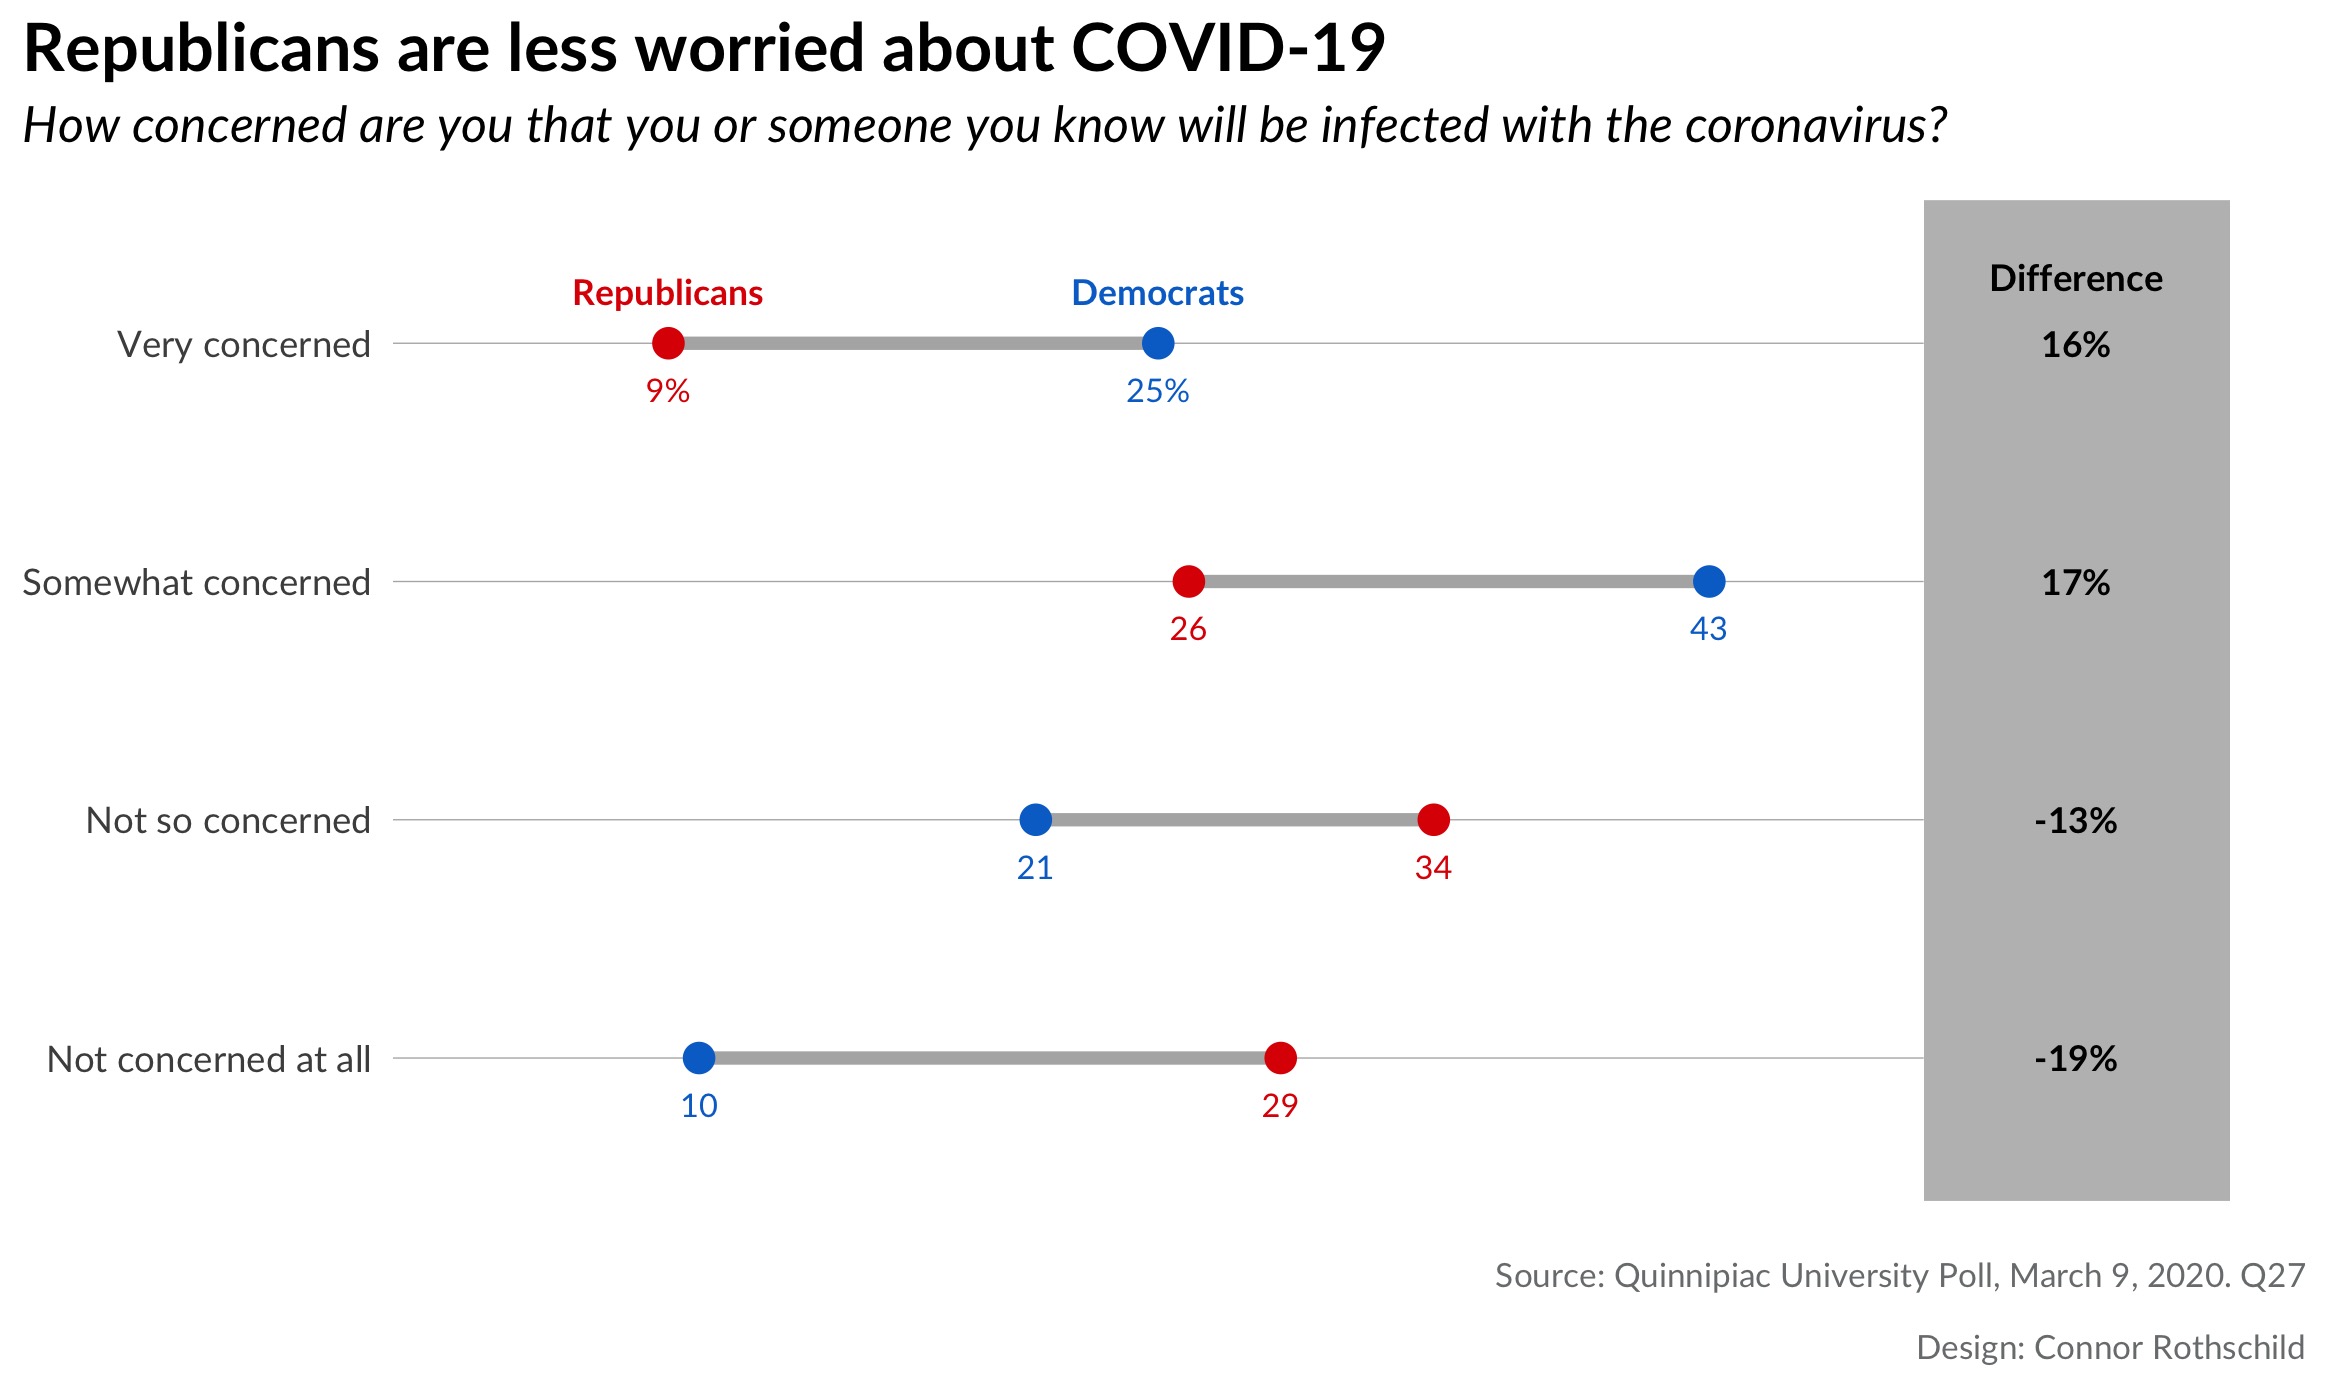 Republicans are less worried about COVID-19
How concerned are you that you or someone you know will be infected with the coronavirus?
Republicans Democrats Difference
Very concerned 16%
9% 25%
Somewhat concerned 17%
26 43
Not so concerned -13%
21 34
Not concerned at all -19%
10 29
Source: Quinnipiac University Poll, March 9, 2020. Q27
Design: Connor Rothschild